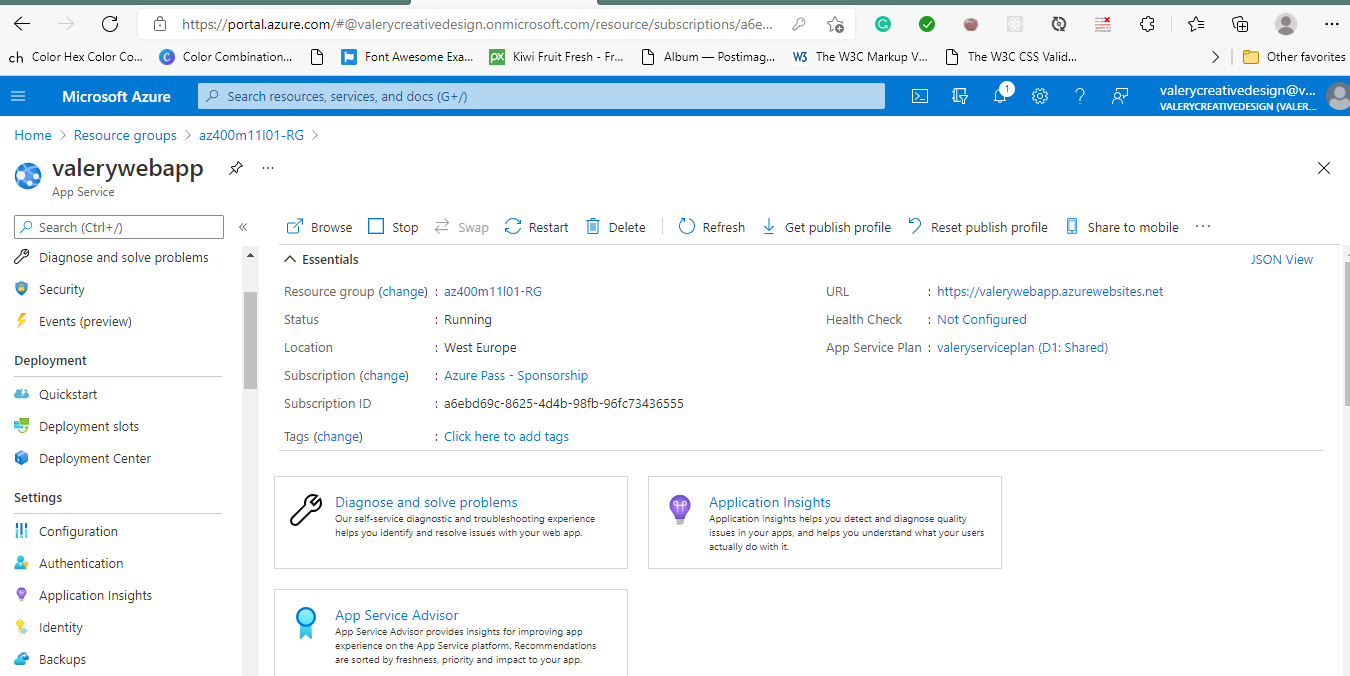 https://portal.azure.com/#@valerycreativedesign.onmicrosoft.com/resource/subscriptions/a6e...
ch Color Hex Color Co... Color Combination... Font Awesome Exa... Kiwi Fruit Fresh - Fr... Album — Postimag... The W3C Markup V... The W3C CSS Valid... Other favorites
Microsoft Azure Search resources, services, and docs (G+/) 1 valerycreativedesign@v...
VALERYCREATIVEDESIGN (VALER...
Home > Resource groups > az400m11l01-RG >
valerywebapp ...
App Service
Search (Ctrl+/) «
Diagnose and solve problems
Security
Events (preview)
Deployment
Quickstart
Deployment slots
Deployment Center
Settings
Configuration
Authentication
Application Insights
Identity
Backups
Browse Stop Swap Restart Delete Refresh Get publish profile Reset publish profile Share to mobile ...
Essentials JSON View
Resource group (change) : az400m11l01-RG
Status : Running
Location : West Europe
Subscription (change) : Azure Pass - Sponsorship
Subscription ID : a6ebd69c-8625-4d4b-98fb-96fc73436555
Tags (change) : Click here to add tags
URL : https://valerywebapp.azurewebsites.net
Health Check : Not Configured
App Service Plan : valeryserviceplan (D1: Shared)
Diagnose and solve problems
Our self-service diagnostic and troubleshooting experience
helps you identify and resolve issues with your web app.
Application Insights
Application Insights helps you detect and diagnose quality
issues in your apps, and helps you understand what your users
actually do with it.
App Service Advisor
App Service Advisor provides insights for improving app
experience on the App Service platform. Recommendations
are sorted by freshness, priority and impact to your app.